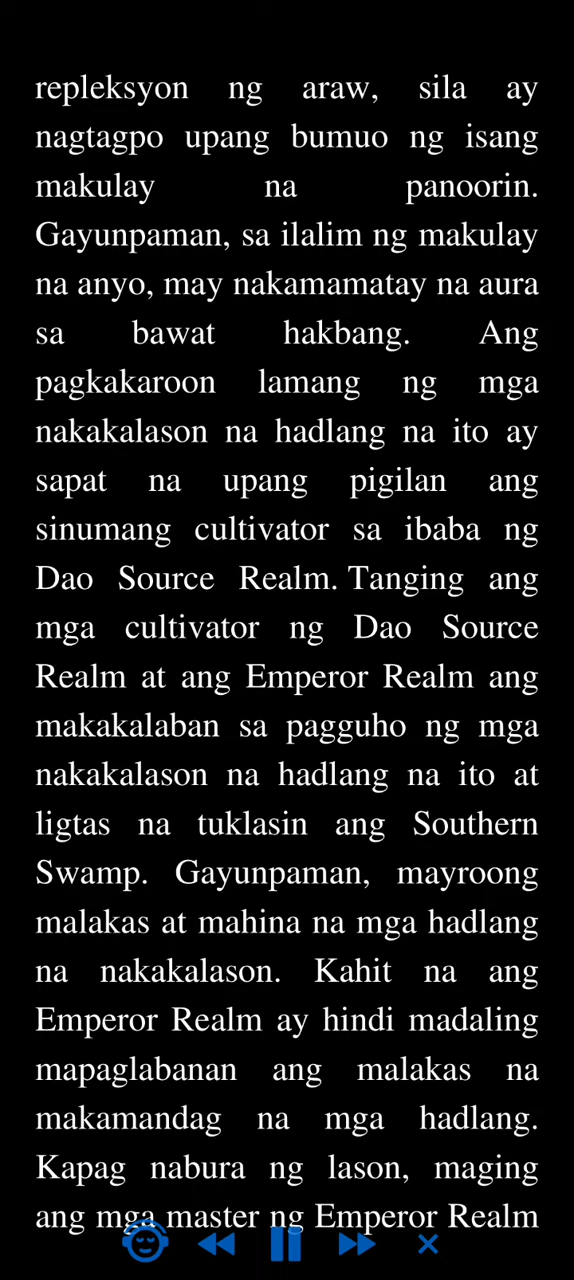 repleksyon ng araw, sila ay
nagtagpo upang bumuo ng isang
makulay na panoorin.
Gayunpaman, sa ilalim ng makulay
na anyo, may nakamamatay na aura
sa bawat hakbang. Ang
pagkakaroon lamang ng mga
nakakalason na hadlang na ito ay
sapat na upang pigilan ang
sinumang cultivator sa ibaba ng
Dao Source Realm. Tanging ang
mga cultivator ng Dao Source
Realm at ang Emperor Realm ang
makakalaban sa pagguho ng mga
nakakalason na hadlang na ito at
ligtas na tuklasin ang Southern
Swamp. Gayunpaman, mayroong
malakas at mahina na mga hadlang
na nakakalason. Kahit na ang
Emperor Realm ay hindi madaling
mapaglabanan ang malakas na
makamandag na mga hadlang.
Kapag nabura ng lason, maging
ang mga master ng Emperor Realm